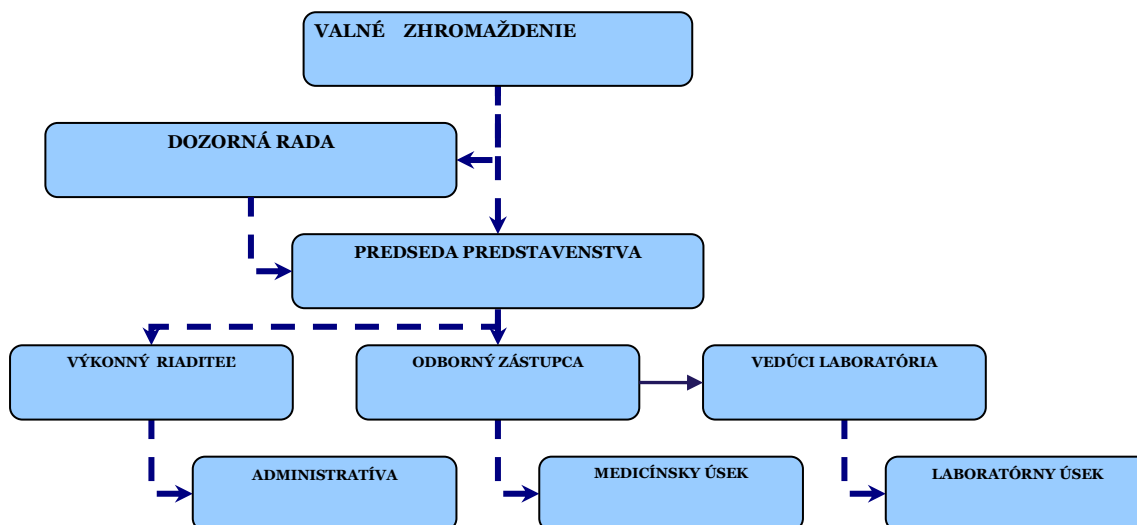 VALNÉ ZHROMAŽDENIE
DOZORNÁ RADA
PREDSEDA PREDSTAVENSTVA
VÝKONNÝ RIADITEĽ
ODBORNÝ ZÁSTUPCA
VEDÚCI LABORATÓRIA
ADMINISTRATÍVA
MEDICÍNSKY ÚSEK
LABORATÓRNY ÚSEK